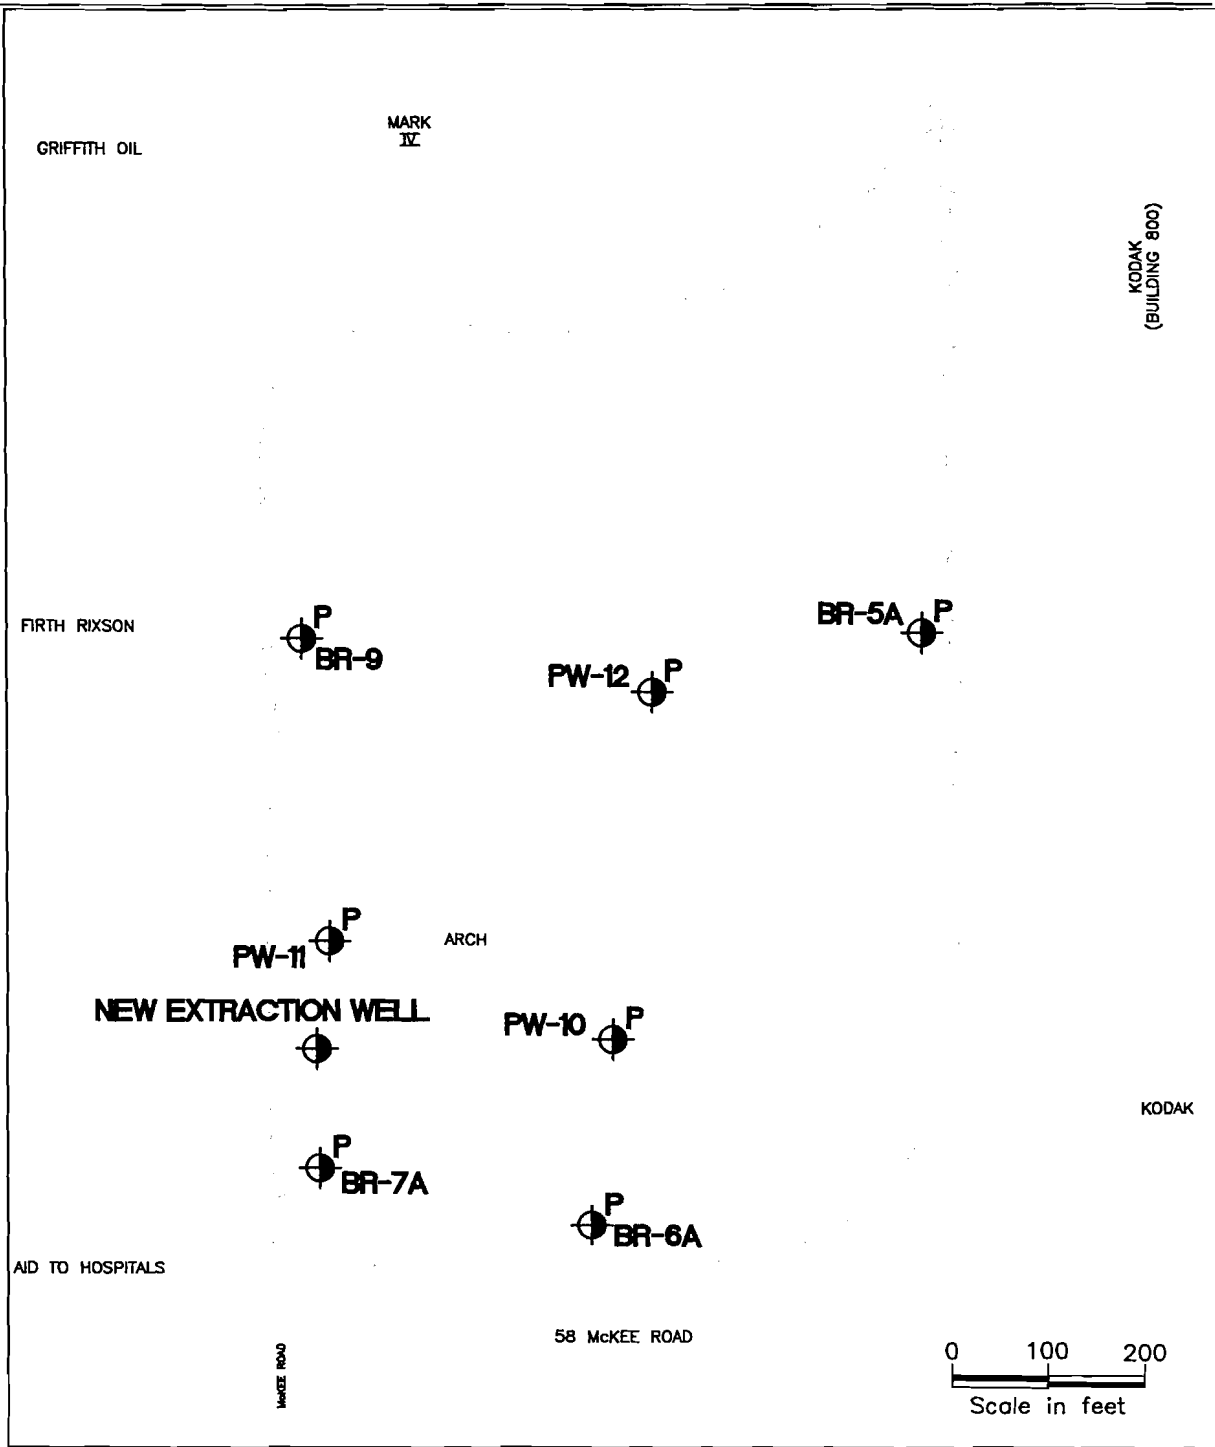 MARK
IV
GRIFFITH OIL
KODAK
(BUILDING 800)
FIRTH RIXSON
P
BR-9
BR-5A
P
PW-12
P
P
PW-11
ARCH
NEW EXTRACTION WELL
PW-10
P
KODAK
P
BR-7A
P
BR-6A
AID TO HOSPITALS
58 McKEE ROAD
McKEE ROAD
0 100 200
Scale in feet